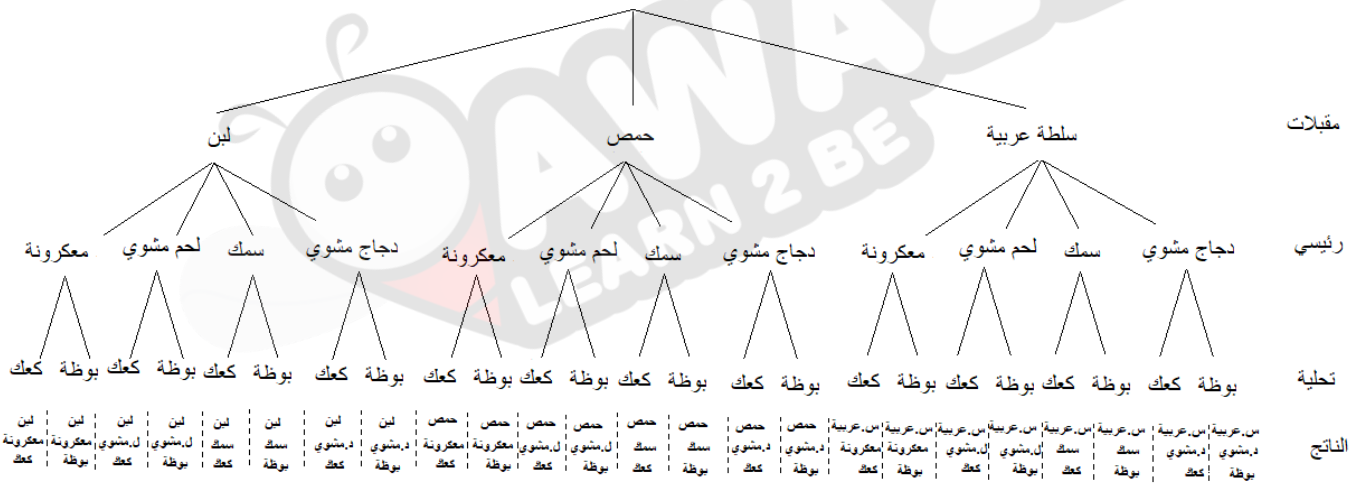 مقبلات سلطة عربية حمص لبن
رئيسي دجاج مشوي سمك لحم مشوي معكرونة دجاج مشوي سمك لحم مشوي معكرونة دجاج مشوي سمك لحم مشوي معكرونة
تحلية بوظة كعك بوظة كعك بوظة كعك بوظة كعك بوظة كعك بوظة كعك بوظة كعك بوظة كعك بوظة كعك بوظة كعك بوظة كعك بوظة كعك
س.عربية س.عربية س.عربية س.عربية س.عربية س.عربية س.عربية س.عربية حمص حمص حمص حمص حمص حمص حمص حمص لبن لبن لبن لبن لبن لبن لبن لبن
الناتج د.مشوي د.مشوي سمك سمك ل.مشوي ل.مشوي معكرونة معكرونة د.مشوي د.مشوي سمك سمك ل.مشوي ل.مشوي معكرونة معكرونة د.مشوي د.مشوي سمك سمك ل.مشوي ل.مشوي معكرونة معكرونة
بوظة كعك بوظة كعك بوظة كعك بوظة كعك بوظة كعك بوظة كعك بوظة كعك بوظة كعك بوظة كعك بوظة كعك بوظة كعك بوظة كعك
LEARN 2 BE